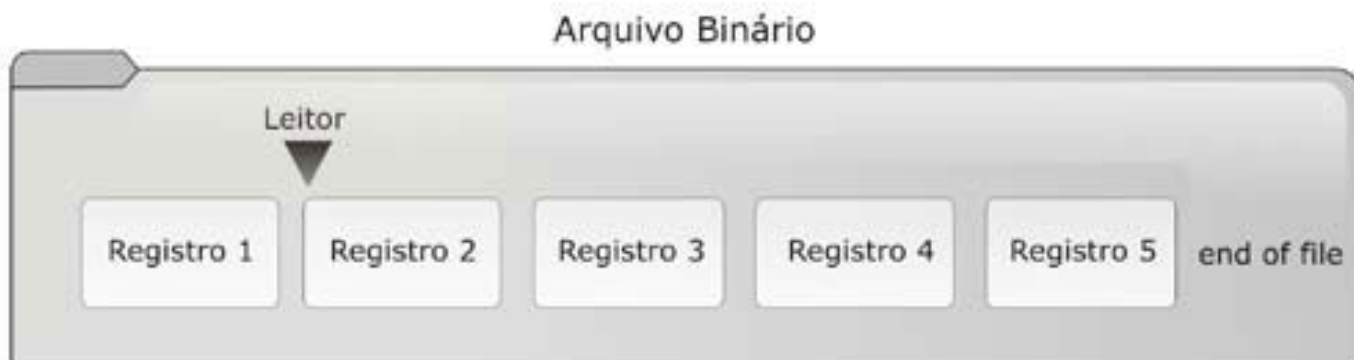 Arquivo Binário
Leitor
Registro 1 Registro 2 Registro 3 Registro 4 Registro 5 end of file